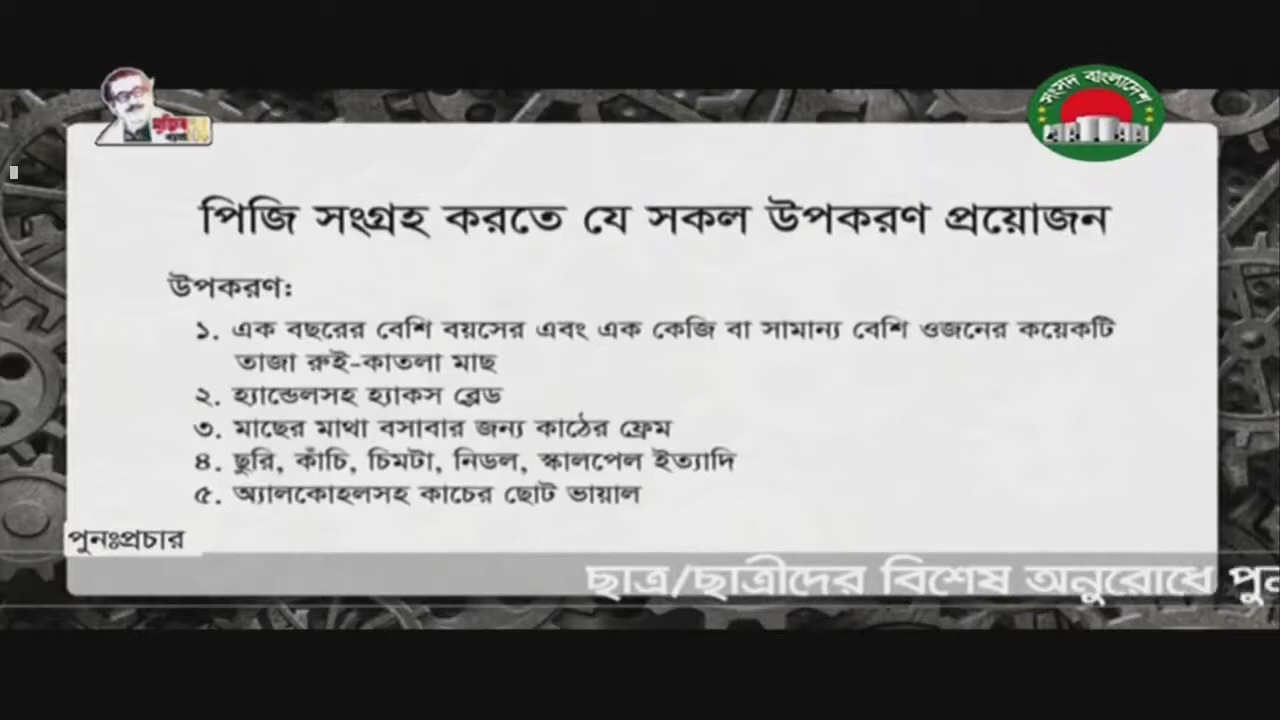 সংসদ বাংলাদেশ
পিজি সংগ্রহ করতে যে সকল উপকরণ প্রয়োজন
উপকরণ:
১. এক বছরের বেশি বয়সের এবং এক কেজি বা সামান্য বেশি ওজনের কয়েকটি
তাজা রুই-কাতলা মাছ
২. হ্যান্ডেলসহ হ্যাকস ব্লেড
৩. মাছের মাথা বসাবার জন্য কাঠের ফ্রেম
৪. ছুরি, কাঁচি, চিমটা, নিডল, স্কালপেল ইত্যাদি
৫. অ্যালকোহলসহ কাচের ছোট ভায়াল
পুনঃপ্রচার
ছাত্র/ছাত্রীদের বিশেষ অনুরোধে